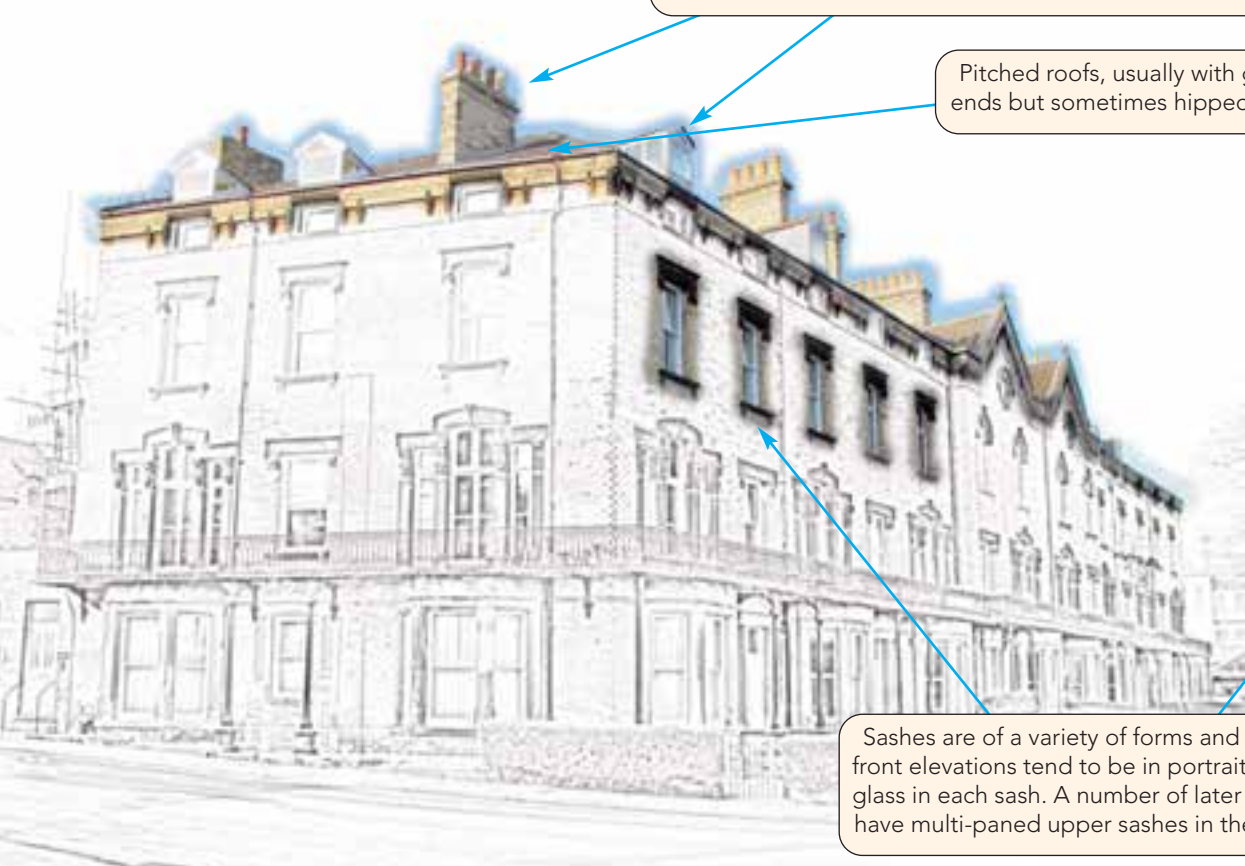 Pitched roofs, usually with
ends but sometimes hipped
Sashes are of a variety of forms and
front elevations tend to be in portrait
glass in each sash. A number of later
have multi-paned upper sashes in the